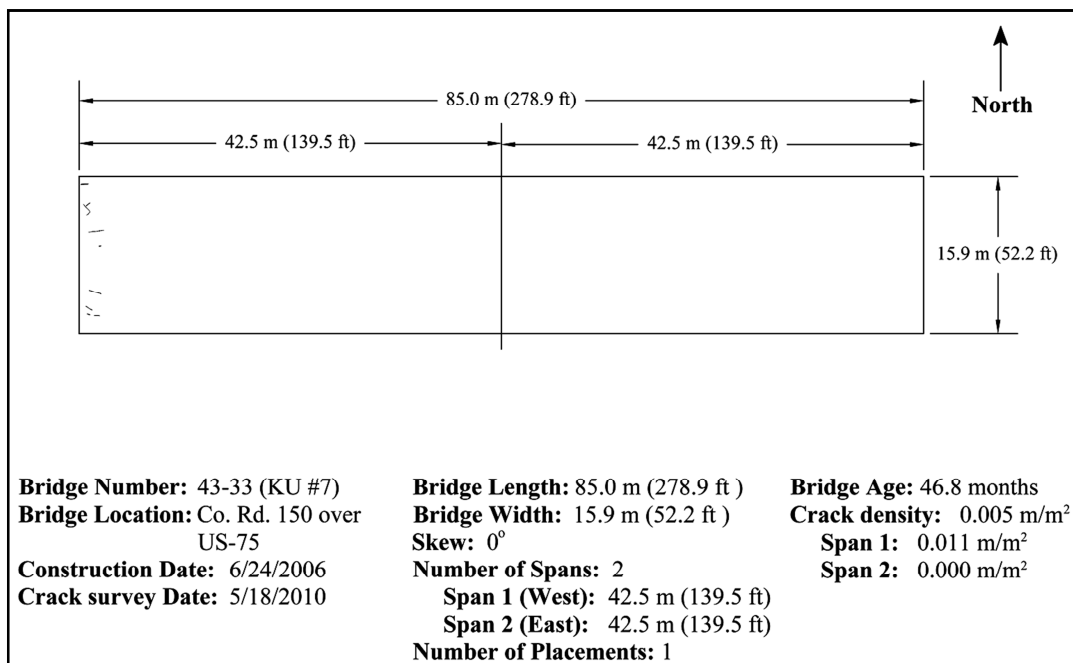 85.0 m (278.9 ft)
North
42.5 m (139.5 ft)
42.5 m (139.5 ft)
15.9 m (52.2 ft)
Bridge Number: 43-33 (KU #7)
Bridge Location: Co. Rd. 150 over
US-75
Construction Date: 6/24/2006
Crack survey Date: 5/18/2010
Bridge Length: 85.0 m (278.9 ft )
Bridge Width: 15.9 m (52.2 ft )
Skew: 0°
Number of Spans: 2
Span 1 (West): 42.5 m (139.5 ft)
Span 2 (East): 42.5 m (139.5 ft)
Number of Placements: 1
Bridge Age: 46.8 months
Crack density: 0.005 m/m²
Span 1: 0.011 m/m²
Span 2: 0.000 m/m²